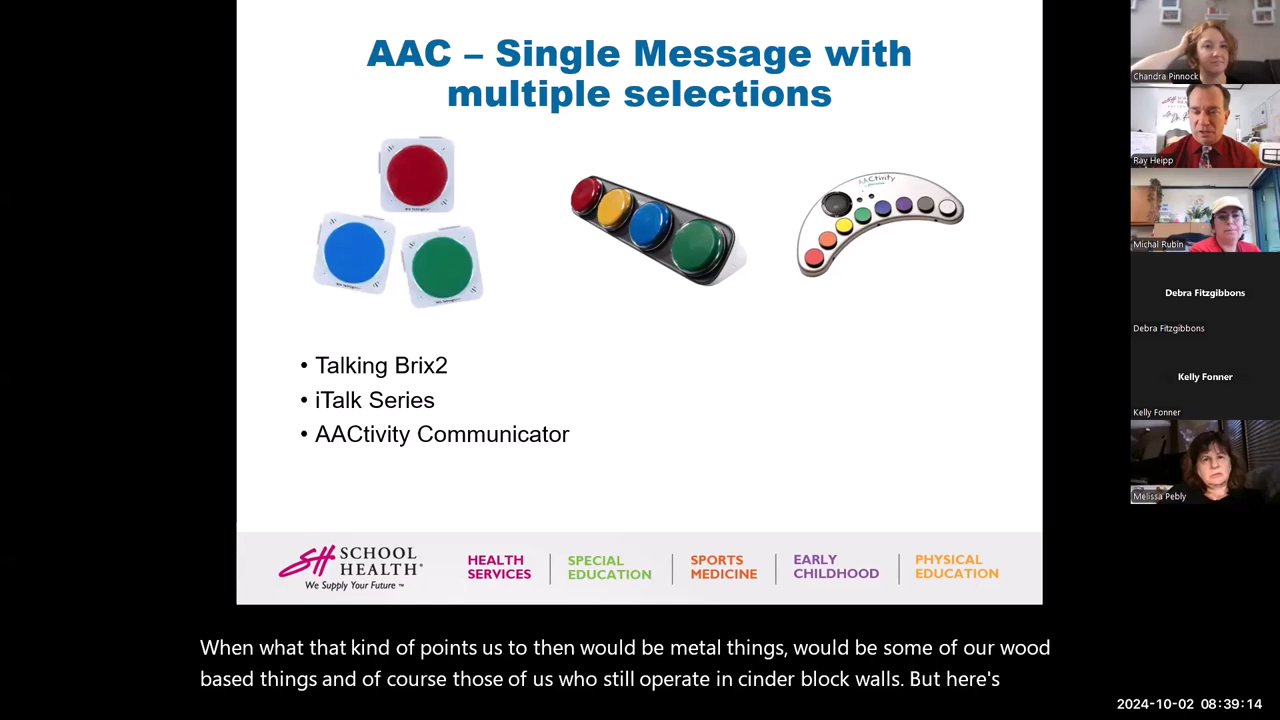 AAC – Single Message with
multiple selections
• Talking Brix2
• iTalk Series
• AACtivity Communicator
SH SCHOOL
HEALTH®
We Supply Your Future ™
HEALTH
SERVICES
SPECIAL
EDUCATION
SPORTS
MEDICINE
EARLY
CHILDHOOD
PHYSICAL
EDUCATION
Chandra Pinnock
Ray Heipp
Michal Rubin
Debra Fitzgibbons
Debra Fitzgibbons
Kelly Fonner
Kelly Fonner
Melissa Pebly
When what that kind of points us to then would be metal things, would be some of our wood
based things and of course those of us who still operate in cinder block walls. But here's
2024-10-02 08:39:14